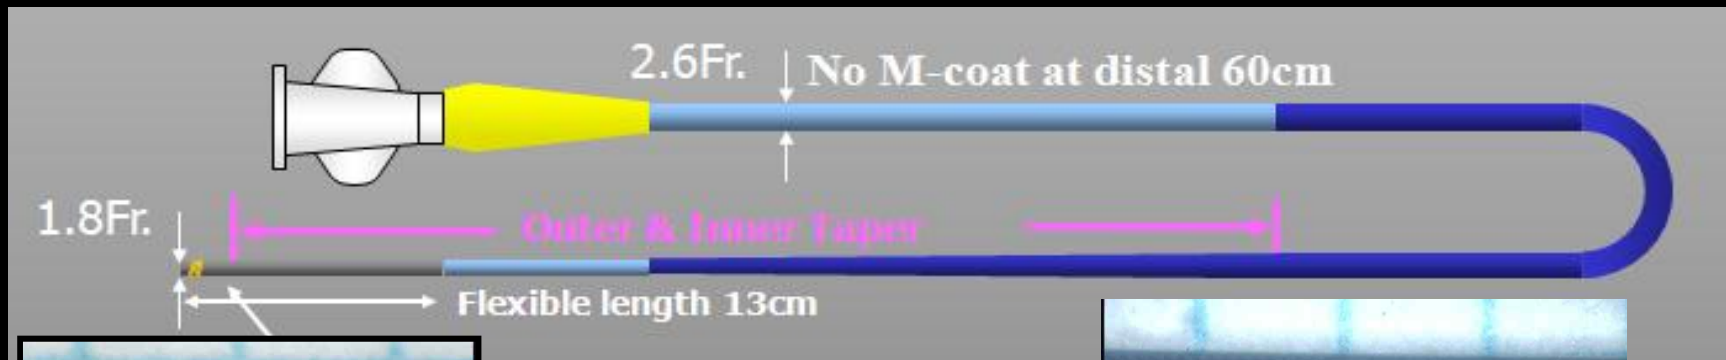 2.6Fr.
No M-coat at distal 60cm
1.8Fr.
Outer & Inner Taper
Flexible length 13cm